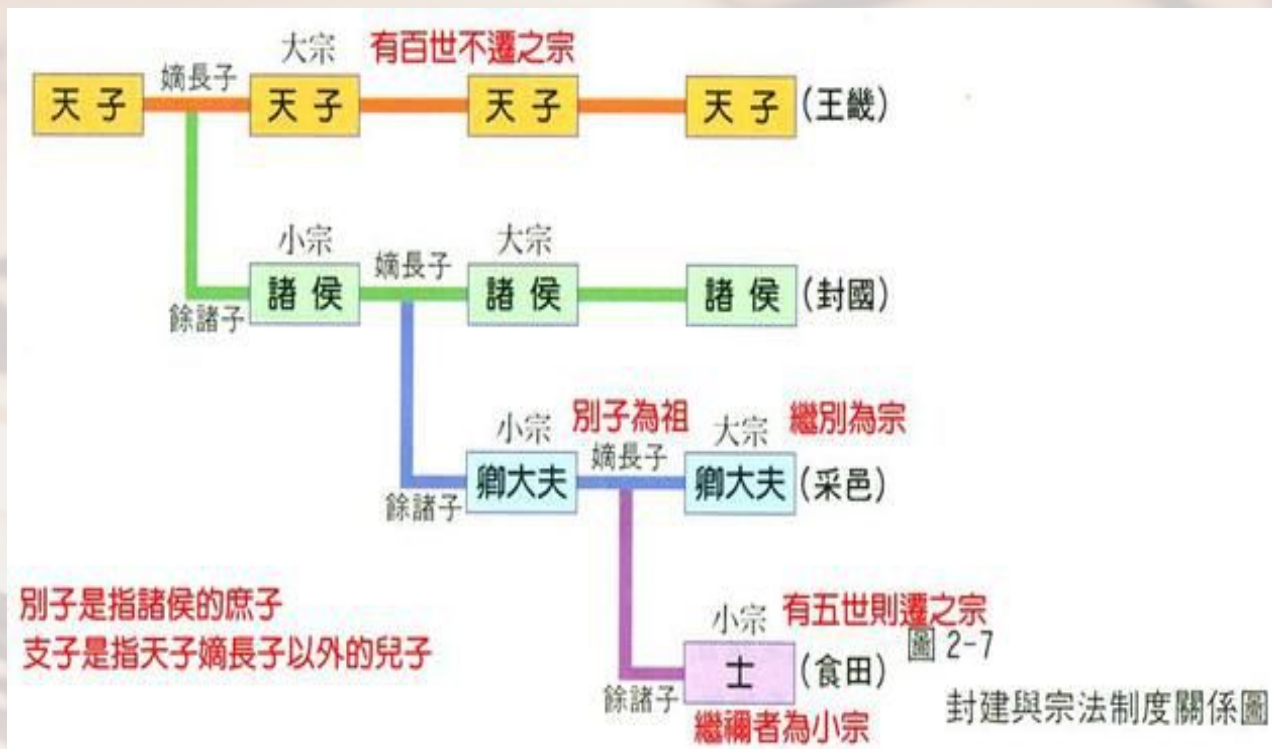 大宗 有百世不遷之宗
嫡長子
天子 天子 天子 天子 (王畿)
小宗 大宗
嫡長子
諸侯 諸侯 諸侯 (封國)
餘諸子
小宗 別子為祖 大宗 繼別為宗
嫡長子
卿大夫 卿大夫 (采邑)
餘諸子
別子是指諸侯的庶子
支子是指天子嫡長子以外的兒子
小宗 有五世則遷之宗
士 (食田)
餘諸子
繼禰者為小宗
圖 2-7
封建與宗法制度關係圖